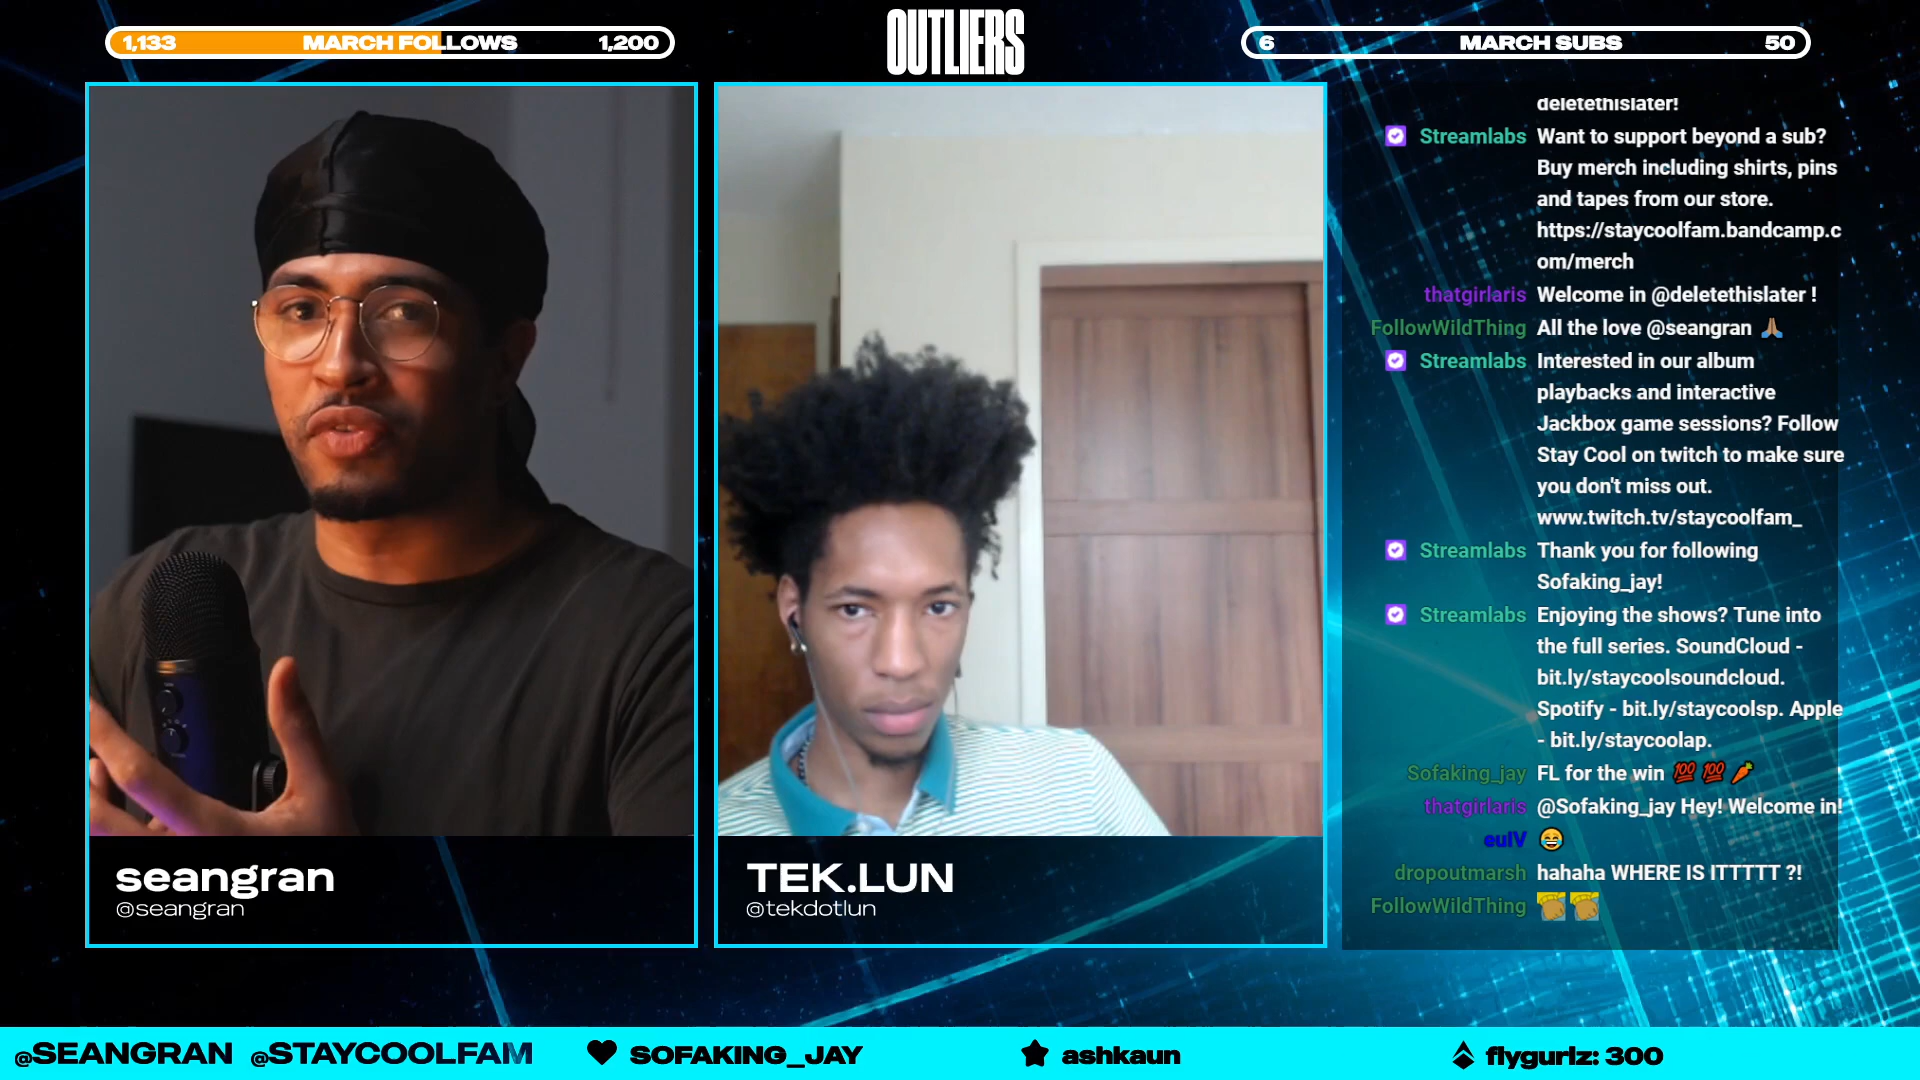 1,133 MARCH FOLLOWS 1,200
OUTLIERS
6 MARCH SUBS 50
deletethislater!
Streamlabs Want to support beyond a sub?
Buy merch including shirts, pins
and tapes from our store.
https://staycoolfam.bandcamp.c
om/merch
thatgirlaris Welcome in @deletethislater !
FollowWildThing All the love @seangran 🙏🏽
Streamlabs Interested in our album
playbacks and interactive
Jackbox game sessions? Follow
Stay Cool on twitch to make sure
you don't miss out.
www.twitch.tv/staycoolfam_
Streamlabs Thank you for following
Sofaking_jay!
Streamlabs Enjoying the shows? Tune into
the full series. SoundCloud -
bit.ly/staycoolsoundcloud.
Spotify - bit.ly/staycoolsp. Apple
- bit.ly/staycoolap.
Sofaking_jay FL for the win 💯 💯 🥕
thatgirlaris @Sofaking_jay Hey! Welcome in!
euIV 😂
dropoutmarsh hahaha WHERE IS ITTTTT ?!
FollowWildThing
seangran
@seangran
TEK.LUN
@tekdotlun
@SEANGRAN @STAYCOOLFAM SOFAKING_JAY ashkaun flygurlz: 300